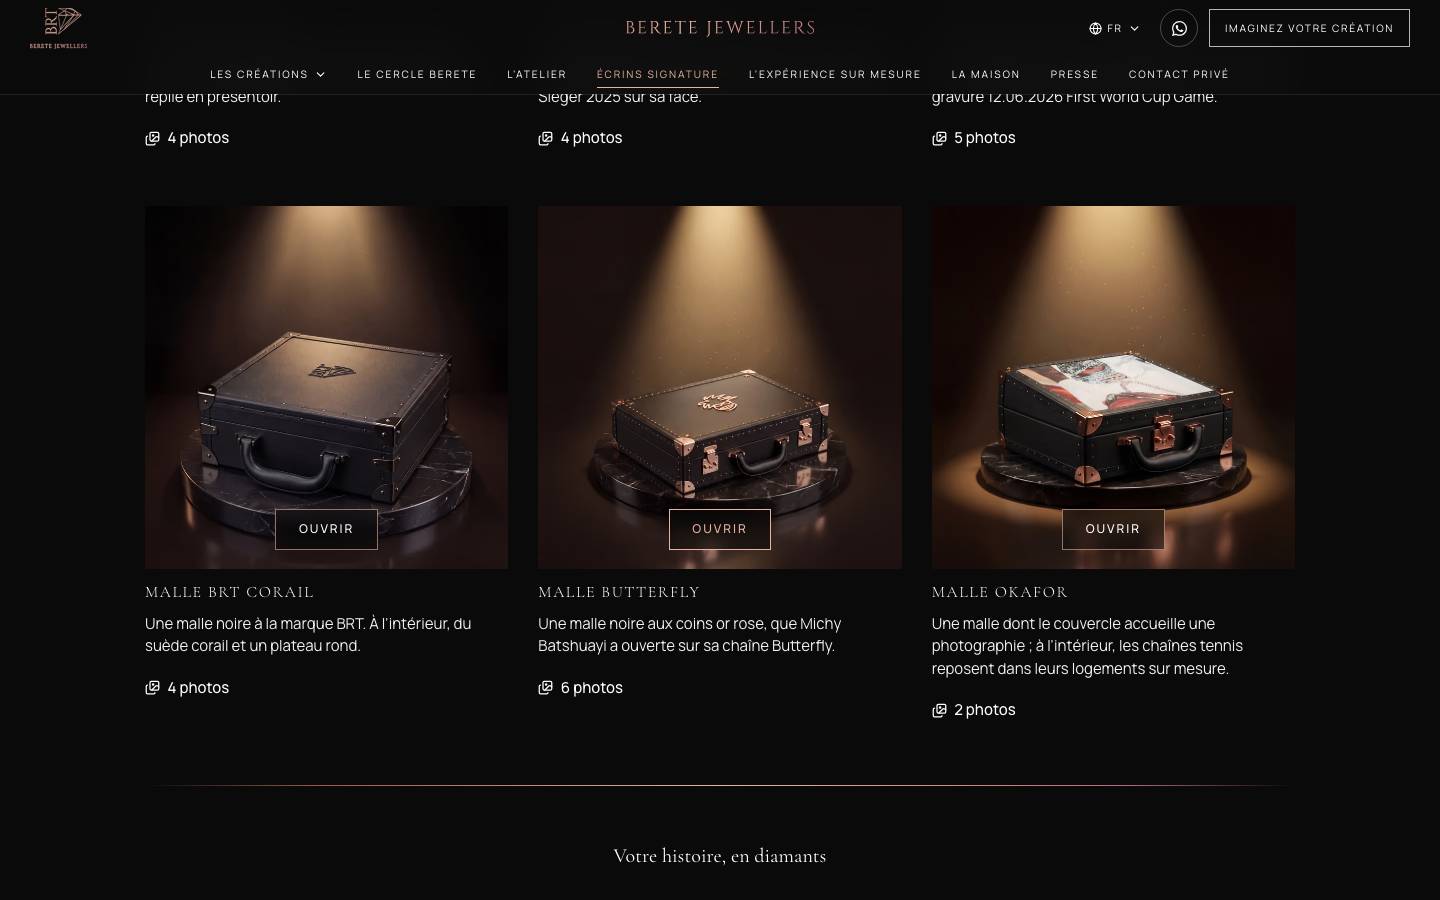 BRT
BERETE JEWELLERS
BERETE JEWELLERS
FR
IMAGINEZ VOTRE CRÉATION
LES CRÉATIONS
LE CERCLE BERETE
L'ATELIER
ÉCRINS SIGNATURE
L'EXPÉRIENCE SUR MESURE
LA MAISON
PRESSE
CONTACT PRIVÉ
replié en présentoir.
Sieger 2025 sur sa face.
gravure 12.06.2026 First World Cup Game.
4 photos
4 photos
5 photos
OUVRIR
OUVRIR
OUVRIR
MALLE BRT CORAIL
Une malle noire à la marque BRT. À l'intérieur, du
suède corail et un plateau rond.
4 photos
MALLE BUTTERFLY
Une malle noire aux coins or rose, que Michy
Batshuayi a ouverte sur sa chaîne Butterfly.
6 photos
MALLE OKAFOR
Une malle dont le couvercle accueille une
photographie ; à l'intérieur, les chaînes tennis
reposent dans leurs logements sur mesure.
2 photos
Votre histoire, en diamants